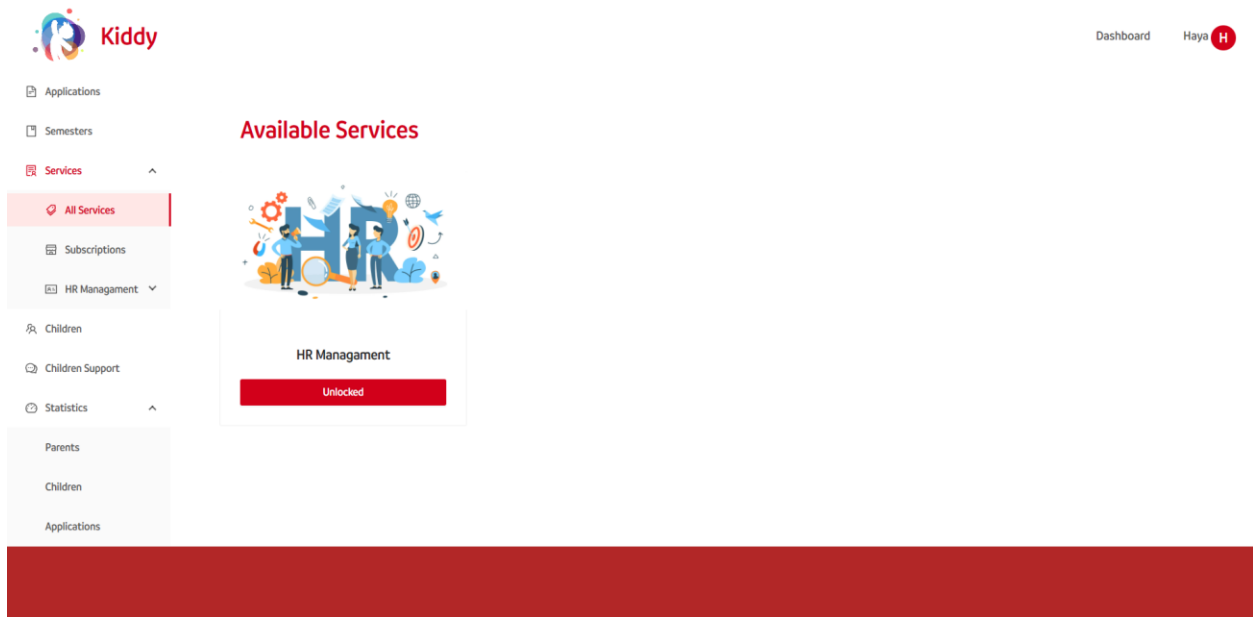 Kiddy
Dashboard
Haya H
Applications
Semesters
Services
All Services
Subscriptions
HR Managament
Children
Children Support
Statistics
Parents
Children
Applications
Available Services
HR
HR Managament
Unlocked